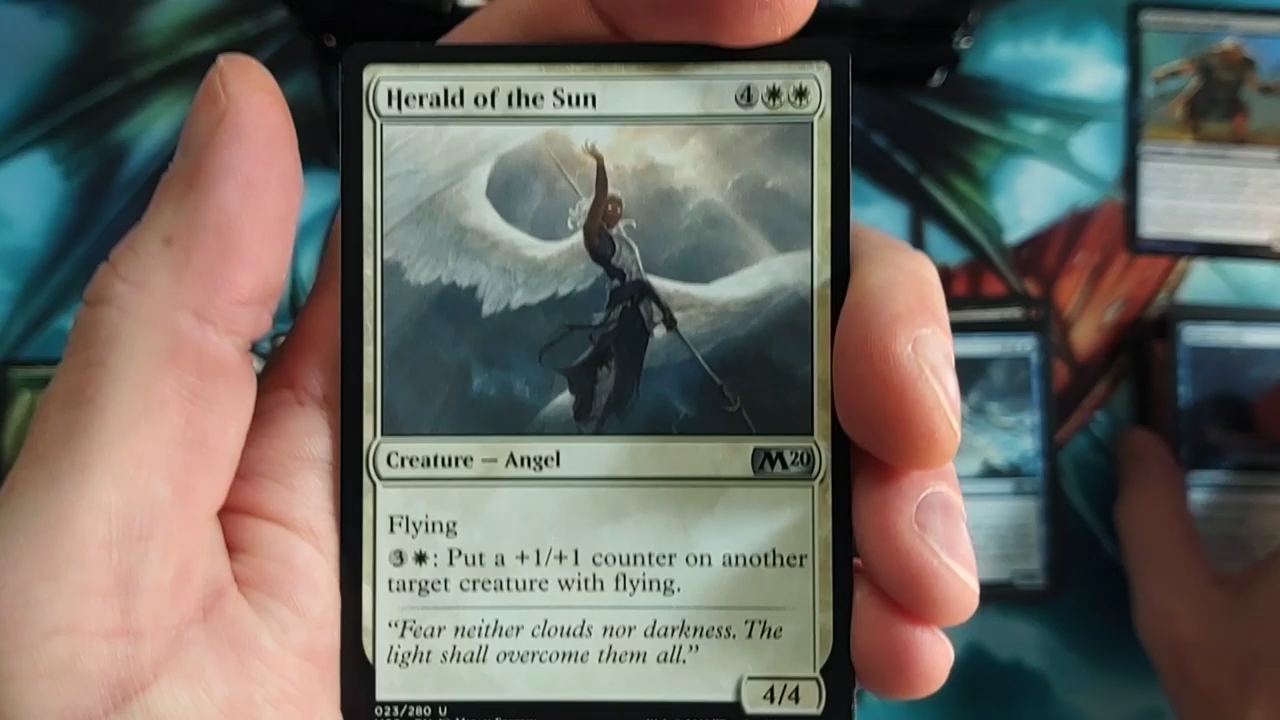 Herald of the Sun 4
Creature — Angel M20
Flying
3 : Put a +1/+1 counter on another
target creature with flying.
“Fear neither clouds nor darkness. The
light shall overcome them all.”
4/4
023/280 U